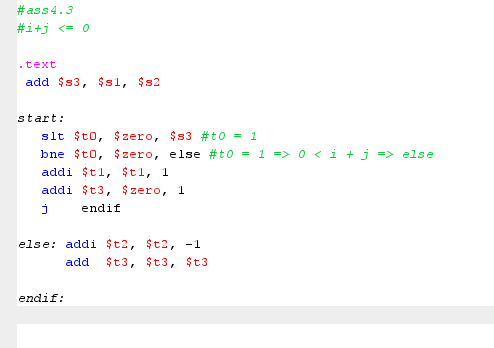 #ass4.3
#i+j <= 0
.text
add $s3, $s1, $s2
start:
slt $t0, $zero, $s3 #t0 = 1
bne $t0, $zero, else #t0 = 1 => 0 < i + j => else
addi $t1, $t1, 1
addi $t3, $zero, 1
j endif
else: addi $t2, $t2, -1
add $t3, $t3, $t3
endif: